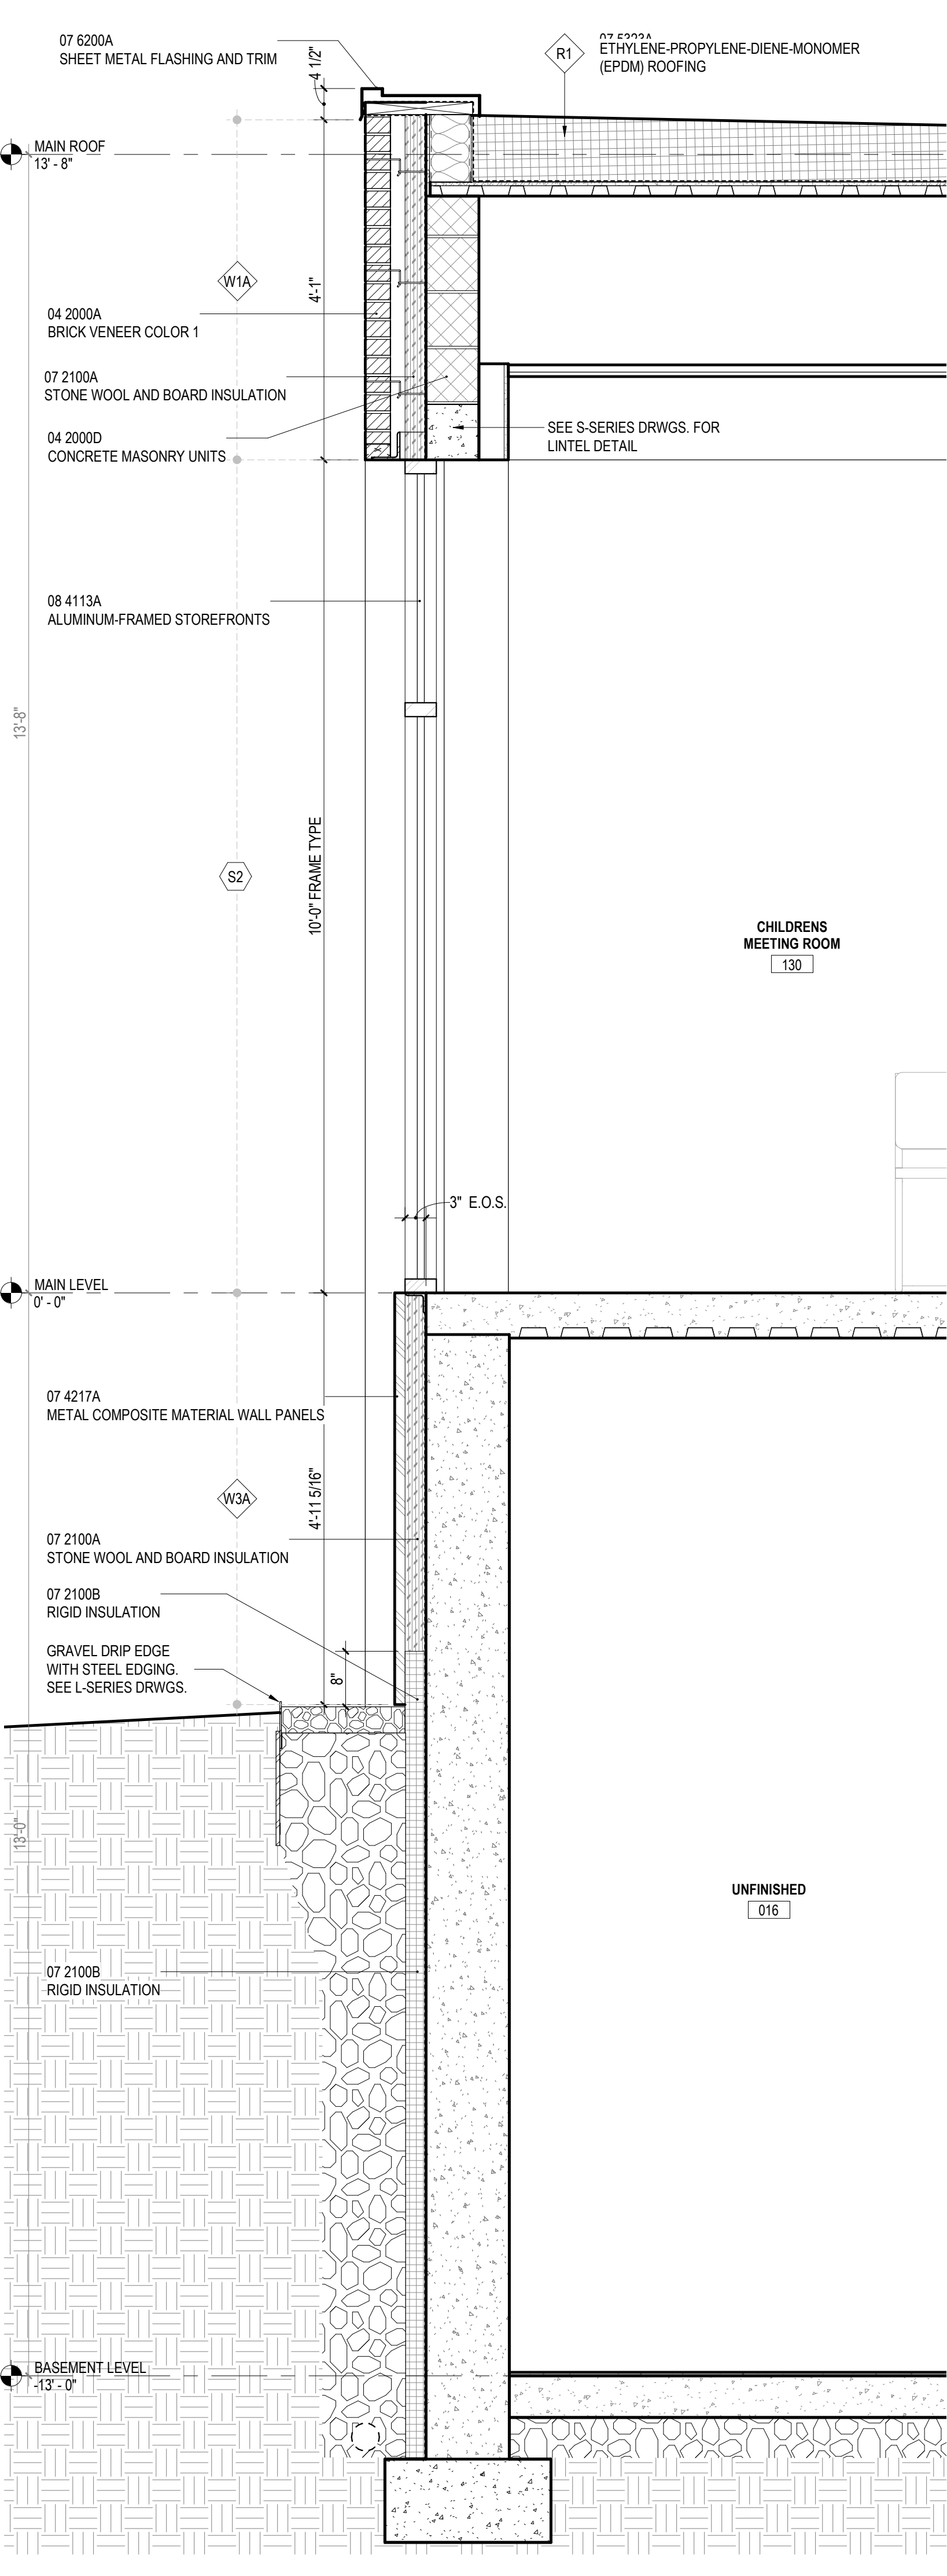 07 6200A
SHEET METAL FLASHING AND TRIM
4 1/2"
R1
07 5323A
ETHYLENE-PROPYLENE-DIENE-MONOMER
(EPDM) ROOFING
MAIN ROOF
13' - 8"
W1A
4'-1"
04 2000A
BRICK VENEER COLOR 1
07 2100A
STONE WOOL AND BOARD INSULATION
04 2000D
CONCRETE MASONRY UNITS
SEE S-SERIES DRWGS. FOR
LINTEL DETAIL
08 4113A
ALUMINUM-FRAMED STOREFRONTS
13'-8"
10'-0" FRAME TYPE
S2
CHILDRENS
MEETING ROOM
130
3" E.O.S.
MAIN LEVEL
0' - 0"
07 4217A
METAL COMPOSITE MATERIAL WALL PANELS
W3A
4'-11 5/16"
07 2100A
STONE WOOL AND BOARD INSULATION
07 2100B
RIGID INSULATION
GRAVEL DRIP EDGE
WITH STEEL EDGING.
SEE L-SERIES DRWGS.
8"
13'-0"
UNFINISHED
016
07 2100B
RIGID INSULATION
BASEMENT LEVEL
-13' - 0"